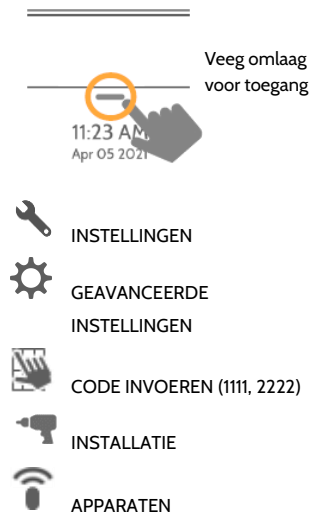 Veeg omlaag
voor toegang
11:23 AM
Apr 05 2021
INSTELLINGEN
GEAVANCEERDE
INSTELLINGEN
CODE INVOEREN (1111, 2222)
INSTALLATIE
APPARATEN